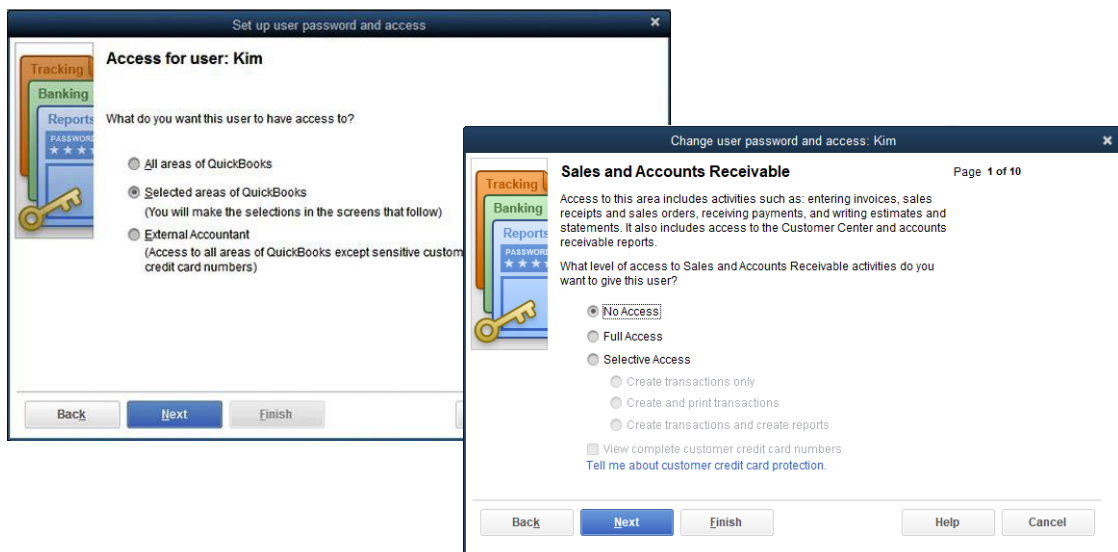 Set up user password and access
Tracking
Banking
Reports
PASSWORD
★★★★
Access for user: Kim
What do you want this user to have access to?
All areas of QuickBooks
Selected areas of QuickBooks
(You will make the selections in the screens that follow)
External Accountant
(Access to all areas of QuickBooks except sensitive custom
credit card numbers)
Back
Next
Finish
Change user password and access: Kim
Tracking
Banking
Reports
PASSWORD
★★★★
Sales and Accounts Receivable
Page 1 of 10
Access to this area includes activities such as: entering invoices, sales
receipts and sales orders, receiving payments, and writing estimates and
statements. It also includes access to the Customer Center and accounts
receivable reports.
What level of access to Sales and Accounts Receivable activities do you
want to give this user?
No Access
Full Access
Selective Access
Create transactions only
Create and print transactions
Create transactions and create reports
View complete customer credit card numbers
Tell me about customer credit card protection.
Back
Next
Finish
Help
Cancel